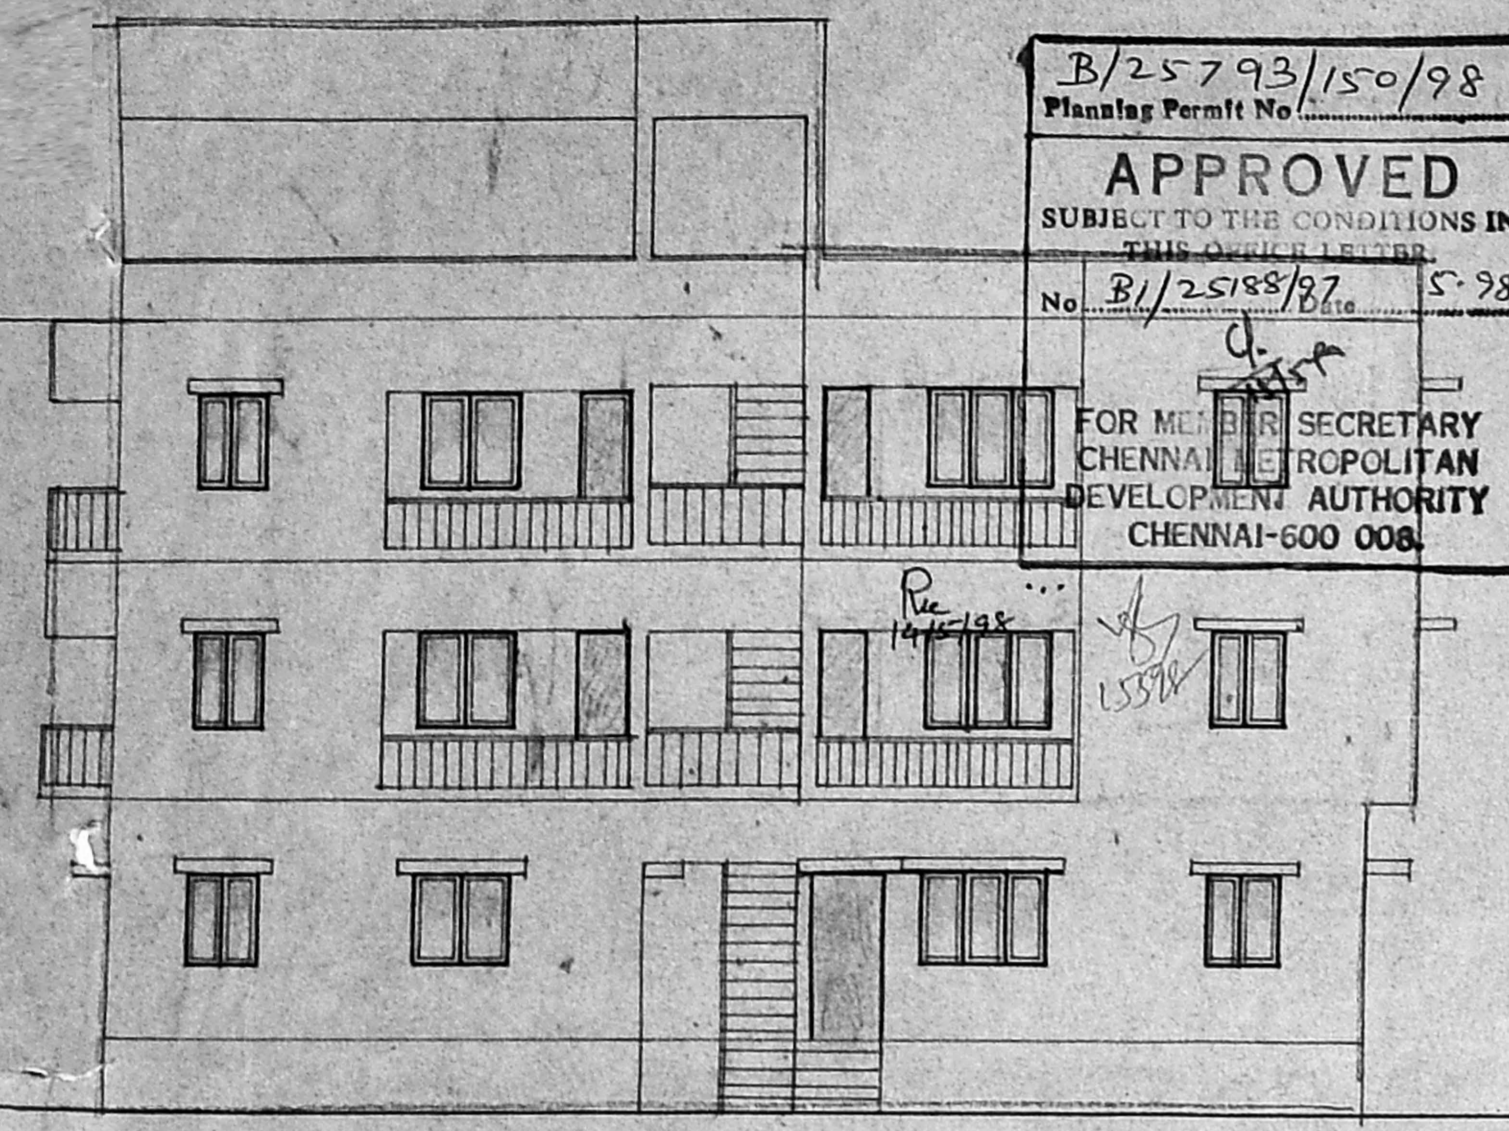 B/25793/150/98
Planning Permit No
APPROVED
SUBJECT TO THE CONDITIONS IN
THIS OFFICE LETTER
No B1/25188/97 Date 5.98
FOR MEMBER SECRETARY
CHENNAI METROPOLITAN
DEVELOPMENT AUTHORITY
CHENNAI-600 008.
14/5/98